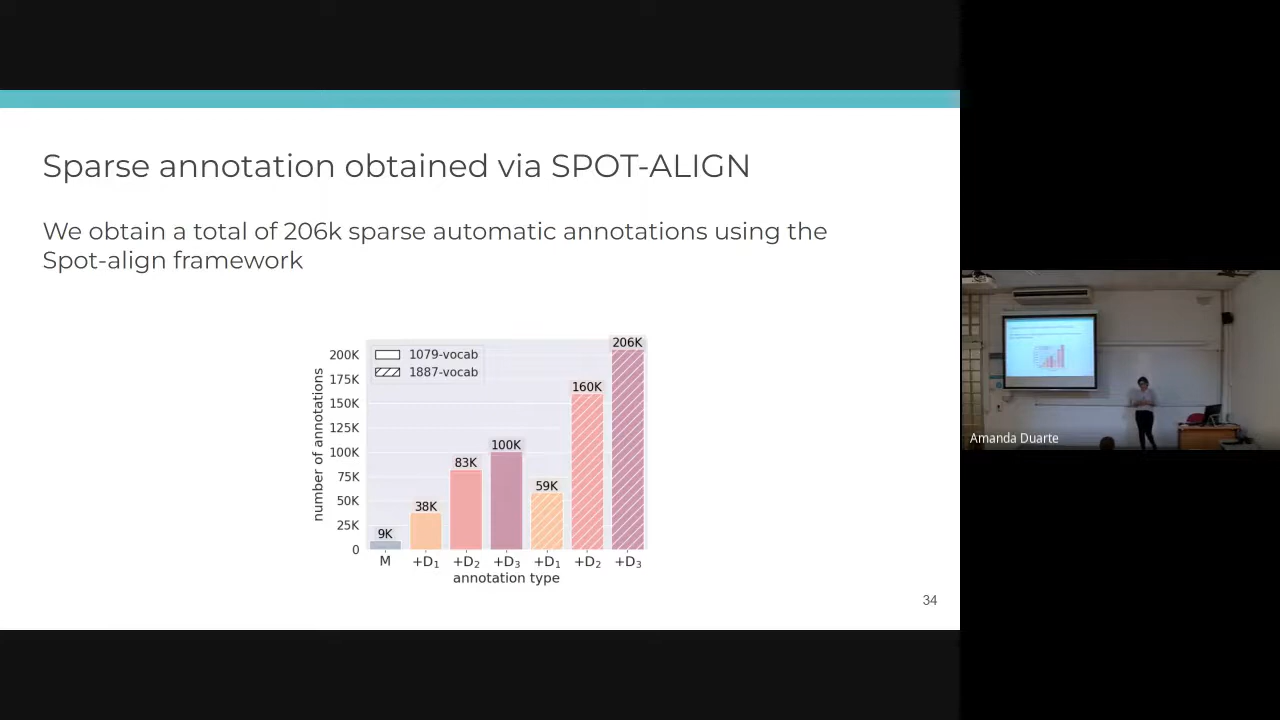 Sparse annotation obtained via SPOT-ALIGN
We obtain a total of 206k sparse automatic annotations using the
Spot-align framework
1079-vocab
1887-vocab
number of annotations
200K
175K
150K
125K
100K
75K
50K
25K
0
9K
38K
83K
100K
59K
160K
206K
M +D₁ +D₂ +D₃ +D₁ +D₂ +D₃
annotation type
34
Amanda Duarte